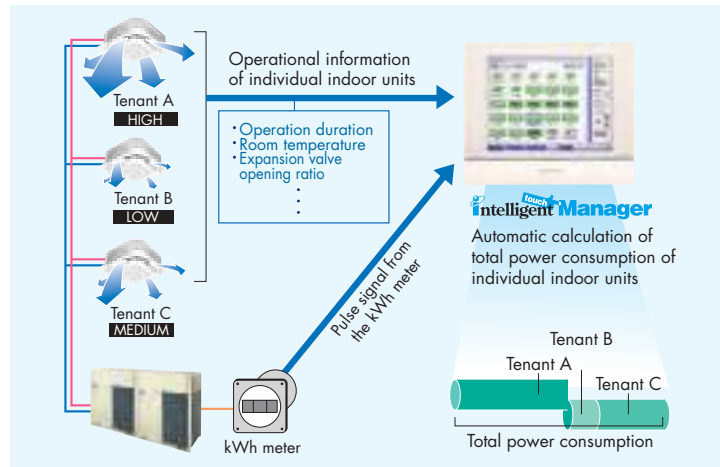 Operational information
of individual indoor units
Tenant A
HIGH
・Operation duration
・Room temperature
・Expansion valve
opening ratio
・
・
・
Tenant B
LOW
Tenant C
MEDIUM
Pulse signal from
the kWh meter
kWh meter
intelligent touch Manager
Automatic calculation of
total power consumption of
individual indoor units
Tenant B
Tenant A
Tenant C
Total power consumption